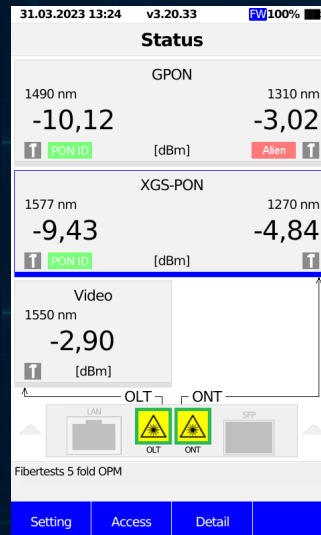 31.03.2023 13:24 v3.20.33 FW 100%
Status
GPON
1490 nm 1310 nm
-10,12 -3,02
T PON ID [dBm] Alien T
XGS-PON
1577 nm 1270 nm
-9,43 -4,84
T PON ID [dBm] T
Video
1550 nm
-2,90
T [dBm]
OLT ONT
LAN SFP
OLT ONT
Fibertests 5 fold OPM
Setting Access Detail